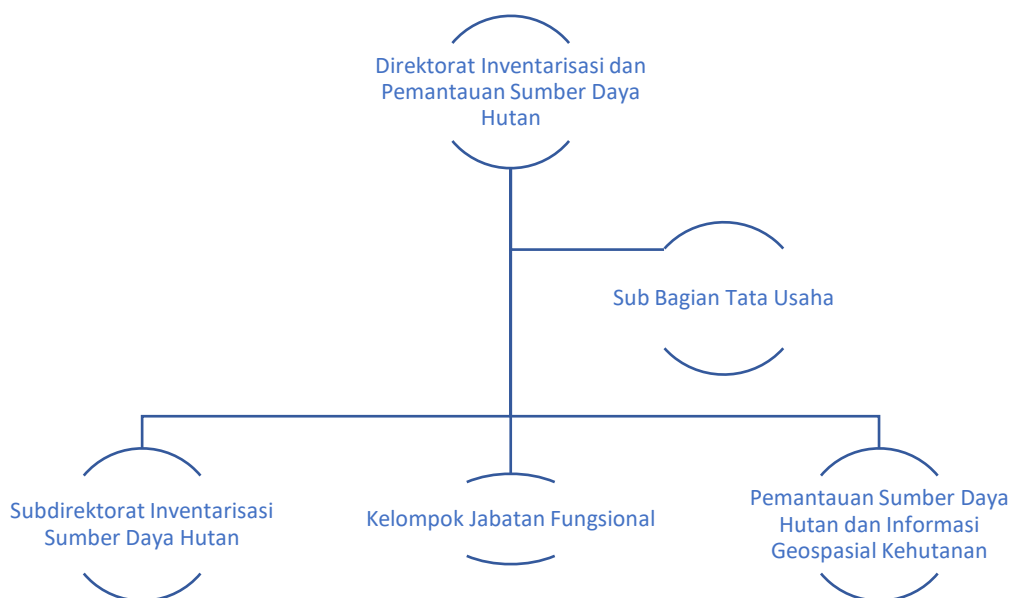 Direktorat Inventarisasi dan
Pemantauan Sumber Daya
Hutan
Sub Bagian Tata Usaha
Subdirektorat Inventarisasi
Sumber Daya Hutan
Kelompok Jabatan Fungsional
Pemantauan Sumber Daya
Hutan dan Informasi
Geospasial Kehutanan